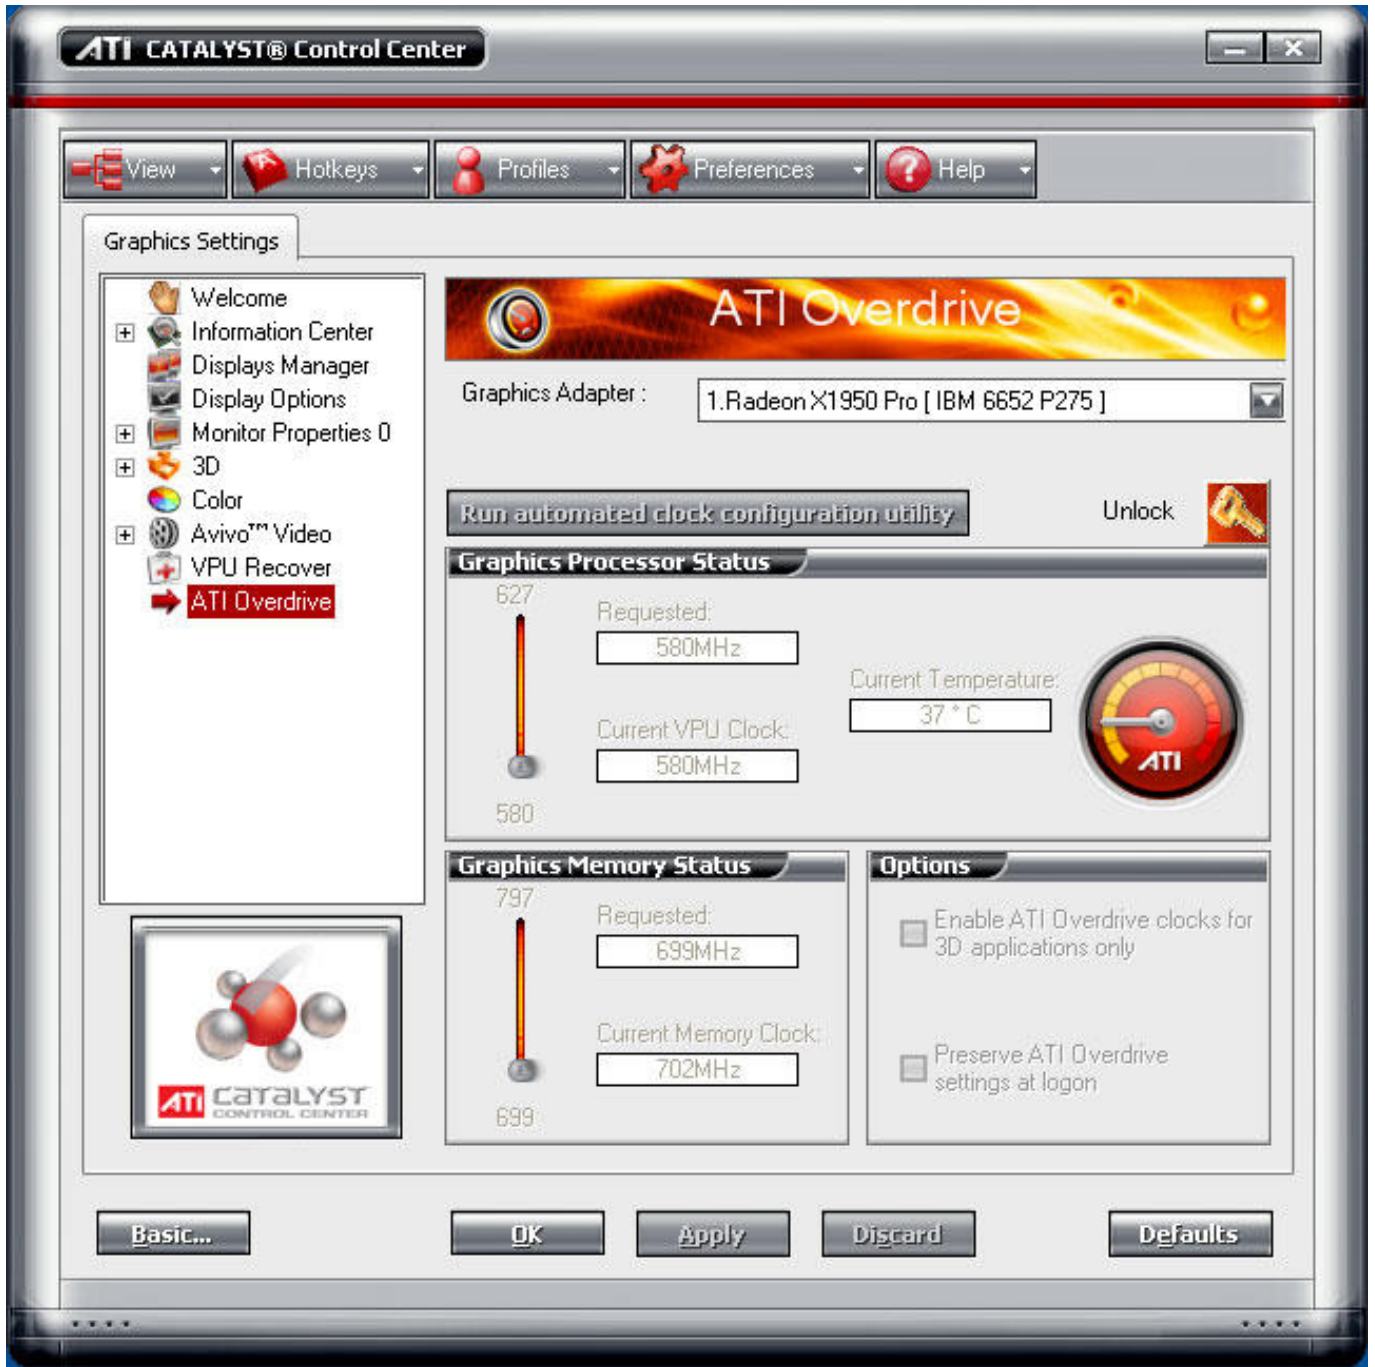 ATI CATALYST® Control Center
View
Hotkeys
Profiles
Preferences
Help
Graphics Settings
Welcome
Information Center
Displays Manager
Display Options
Monitor Properties 0
3D
Color
Avivo™ Video
VPU Recover
ATI Overdrive
ATI CATALYST
CONTROL CENTER
ATI Overdrive
Graphics Adapter :
1.Radeon X1950 Pro [ IBM 6652 P275 ]
Run automated clock configuration utility
Unlock
Graphics Processor Status
627
Requested:
580MHz
Current VPU Clock:
580MHz
580
Current Temperature:
37 ° C
ATI
Graphics Memory Status
797
Requested:
699MHz
Current Memory Clock:
702MHz
699
Options
Enable ATI Overdrive clocks for
3D applications only
Preserve ATI Overdrive
settings at logon
Basic...
OK
Apply
Discard
Defaults